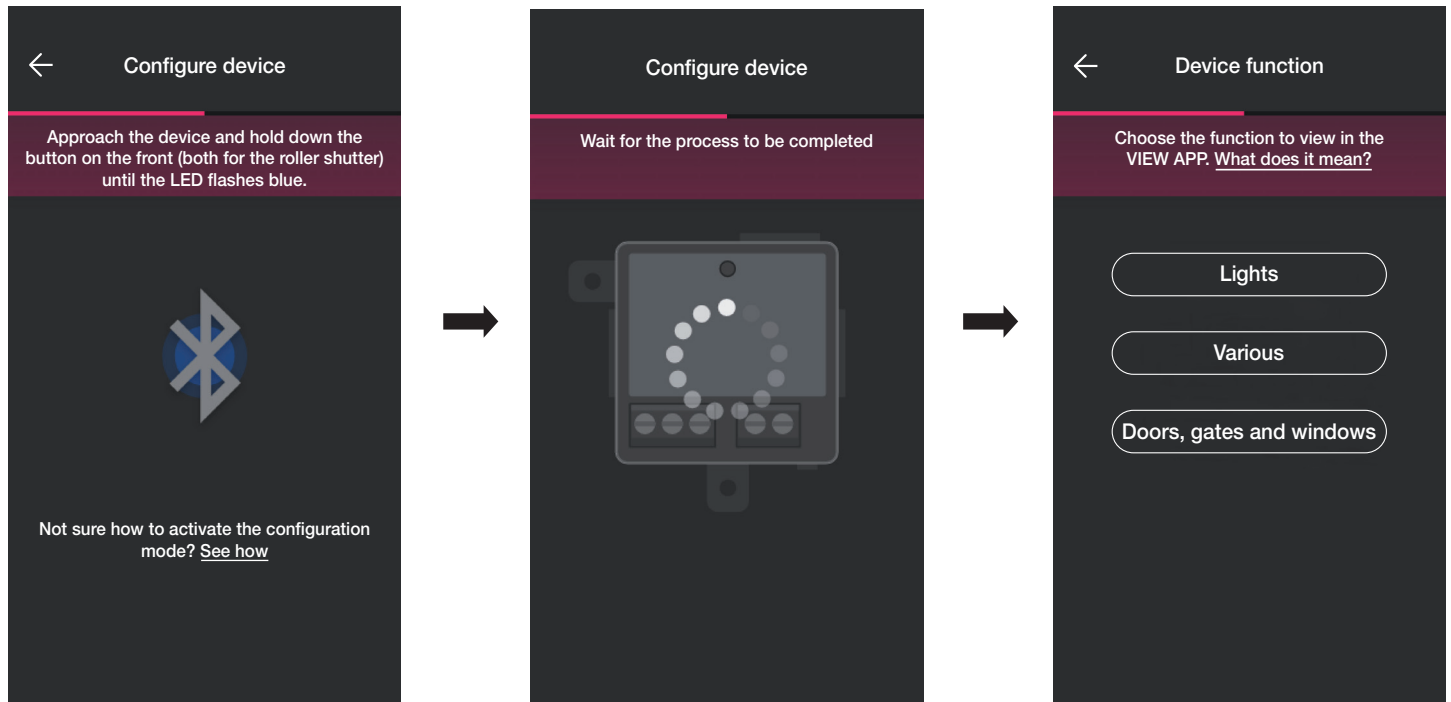 Configure device
Approach the device and hold down the
button on the front (both for the roller shutter)
until the LED flashes blue.
Not sure how to activate the configuration
mode? See how
Configure device
Wait for the process to be completed
Device function
Choose the function to view in the
VIEW APP. What does it mean?
Lights
Various
Doors, gates and windows